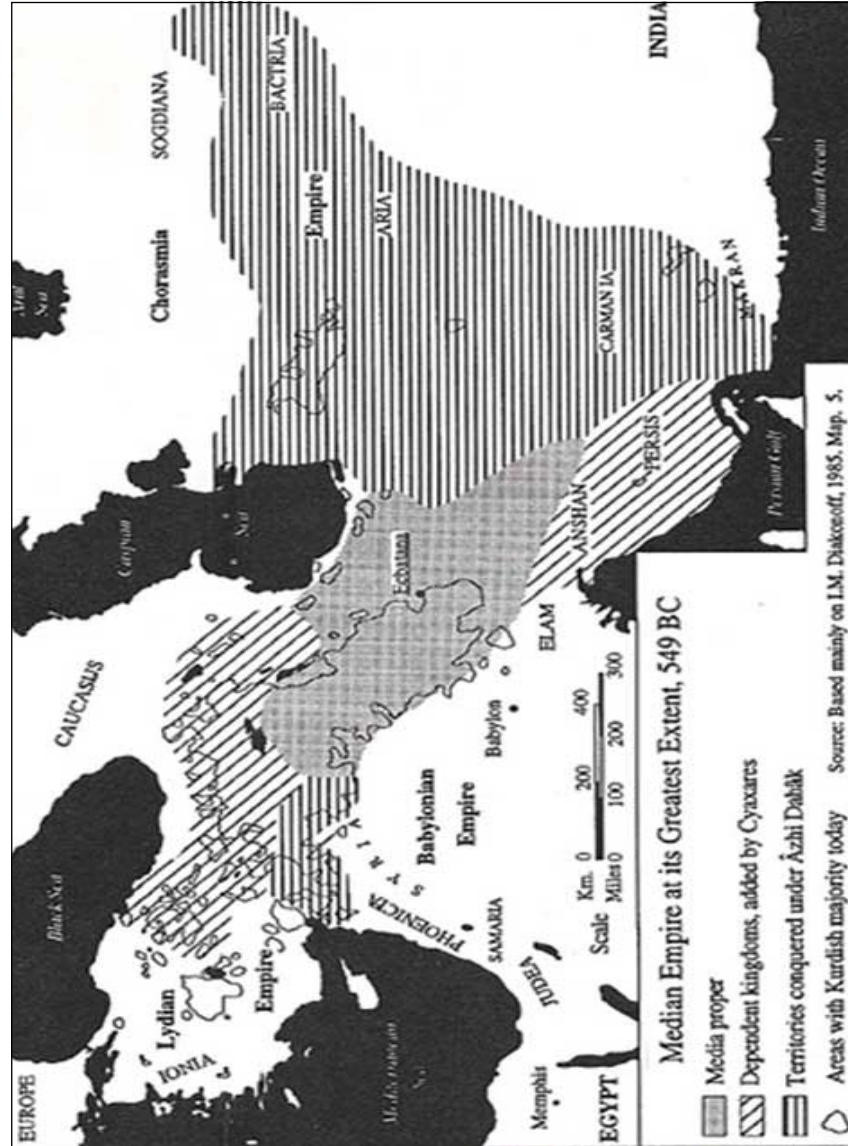 EUROPE
Black Sea
CAUCASUS
Caspian
Sea
Aral
Sea
Chorasmia
SOGDIANA
BACTRIA
Empire
ARIA
INDIA
IONIA
Lydian
Empire
Mediterranean
Sea
PHOENICIA
SYRIA
SAMARIA
JUDEA
Memphis
EGYPT
Babylonian
Empire
Babylon
ELAM
Ecbatana
ANSHAN
PERSIS
CARMANIA
MAKRAN
Persian Gulf
Indian Ocean
Km. 0 200 400
Scale
Miles 0 100 200 300
Median Empire at its Greatest Extent, 549 BC
Media proper
Dependent kingdoms, added by Cyaxares
Territories conquered under Âzhi Dahâk
Areas with Kurdish majority today Source: Based mainly on I.M. Diakonoff, 1985, Map. 5,